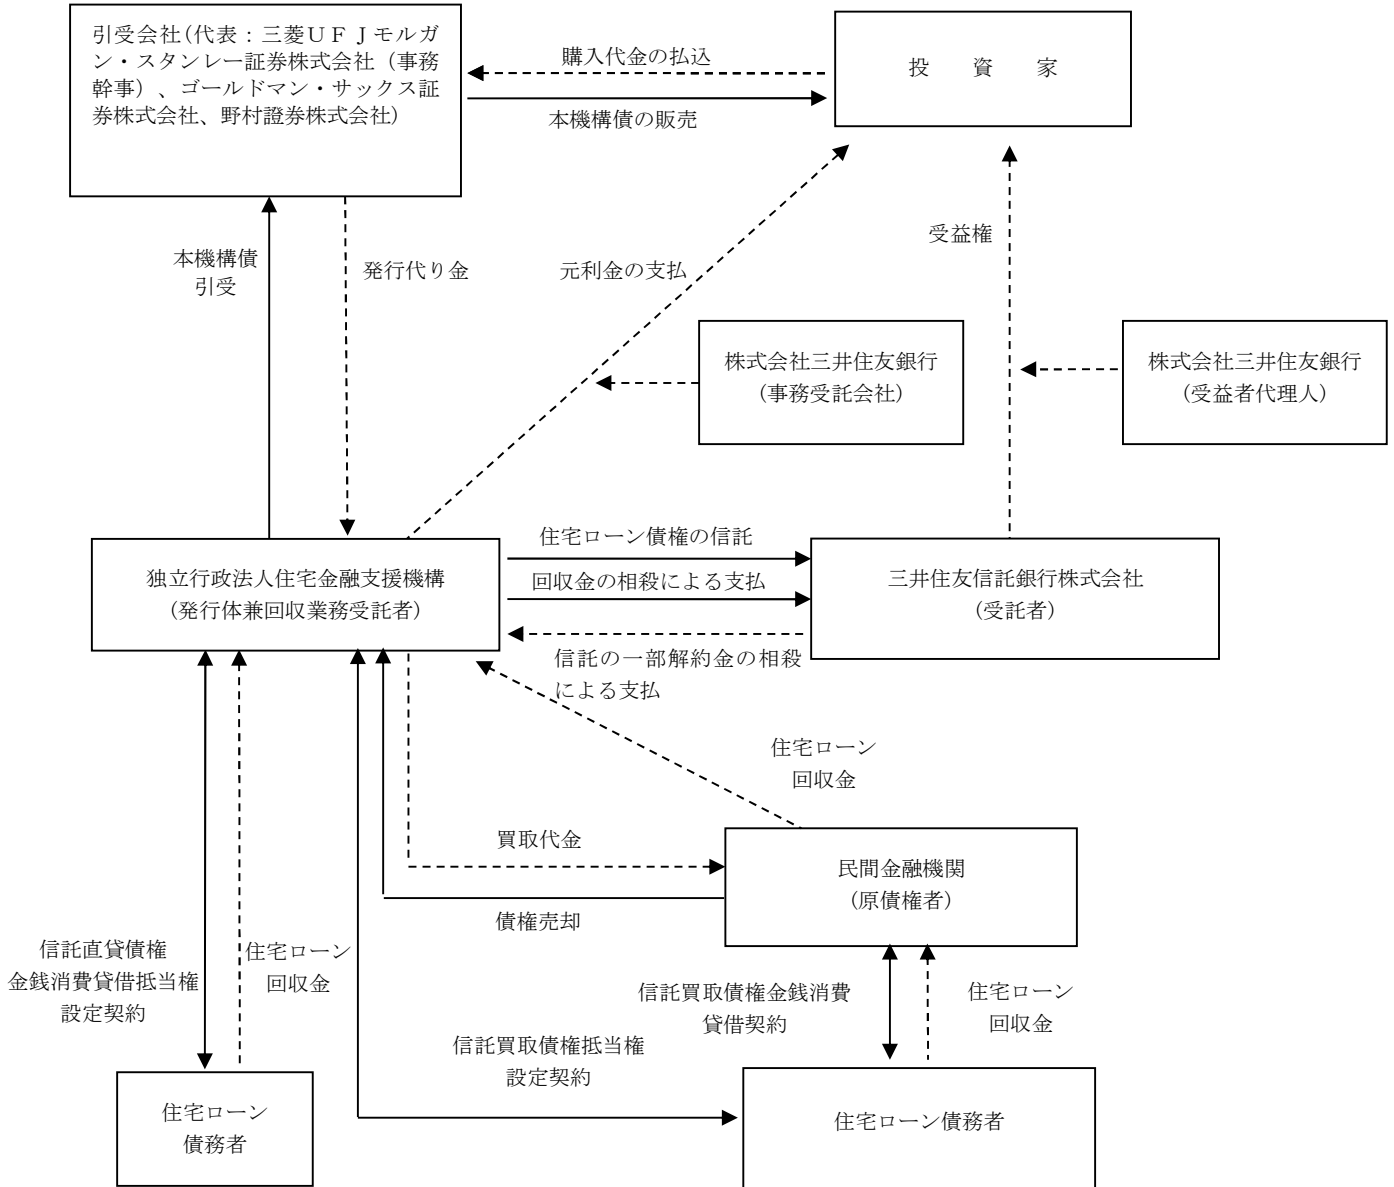 引受会社(代表：三菱ＵＦＪモルガ
ン・スタンレー証券株式会社（事務
幹事）、ゴールドマン・サックス証
券株式会社、野村證券株式会社)
購入代金の払込
投　資　家
本機構債の販売
本機構債
引受
発行代り金
元利金の支払
受益権
株式会社三井住友銀行
（事務受託会社）
株式会社三井住友銀行
（受益者代理人）
住宅ローン債権の信託
独立行政法人住宅金融支援機構
（発行体兼回収業務受託者）
回収金の相殺による支払
三井住友信託銀行株式会社
（受託者）
信託の一部解約金の相殺
による支払
住宅ローン
回収金
買取代金
民間金融機関
（原債権者）
債権売却
信託直貸債権
金銭消費貸借抵当権
設定契約
住宅ローン
回収金
信託買取債権金銭消費
貸借契約
住宅ローン
回収金
信託買取債権抵当権
設定契約
住宅ローン
債務者
住宅ローン債務者